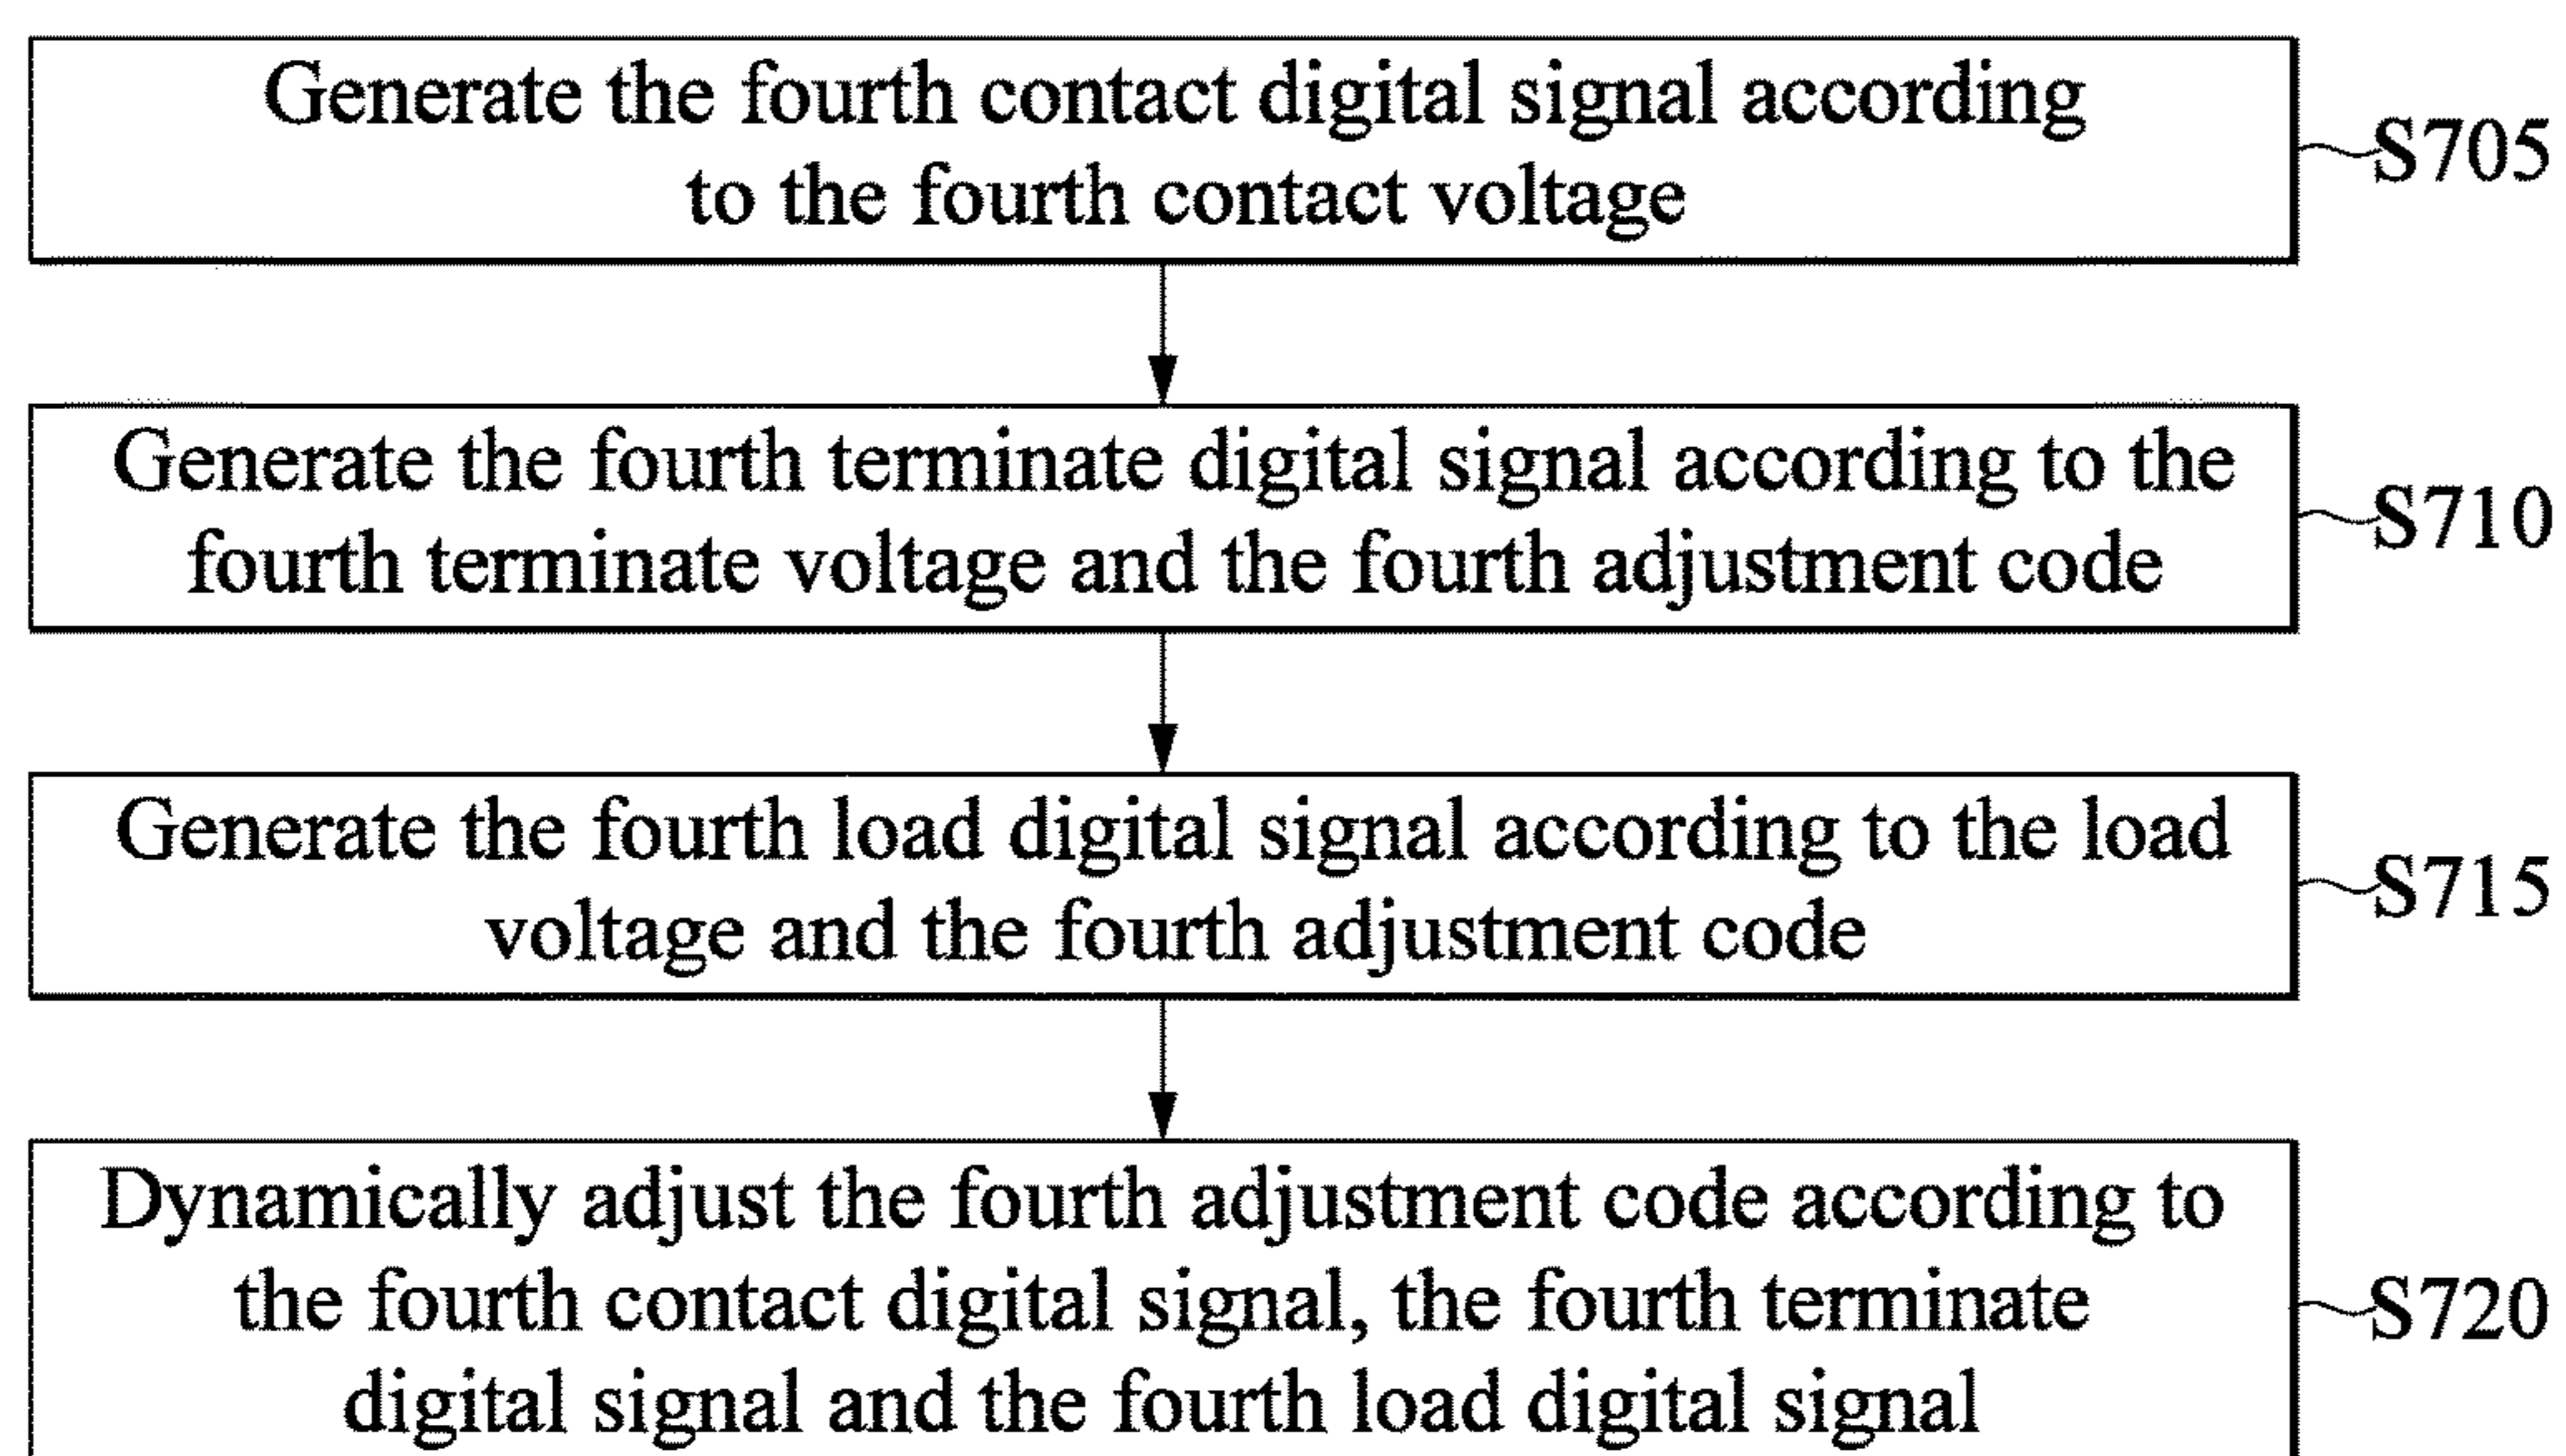 Generate the fourth contact digital signal according
to the fourth contact voltage
S705
Generate the fourth terminate digital signal according to the
fourth terminate voltage and the fourth adjustment code
S710
Generate the fourth load digital signal according to the load
voltage and the fourth adjustment code
S715
Dynamically adjust the fourth adjustment code according to
the fourth contact digital signal, the fourth terminate
digital signal and the fourth load digital signal
S720